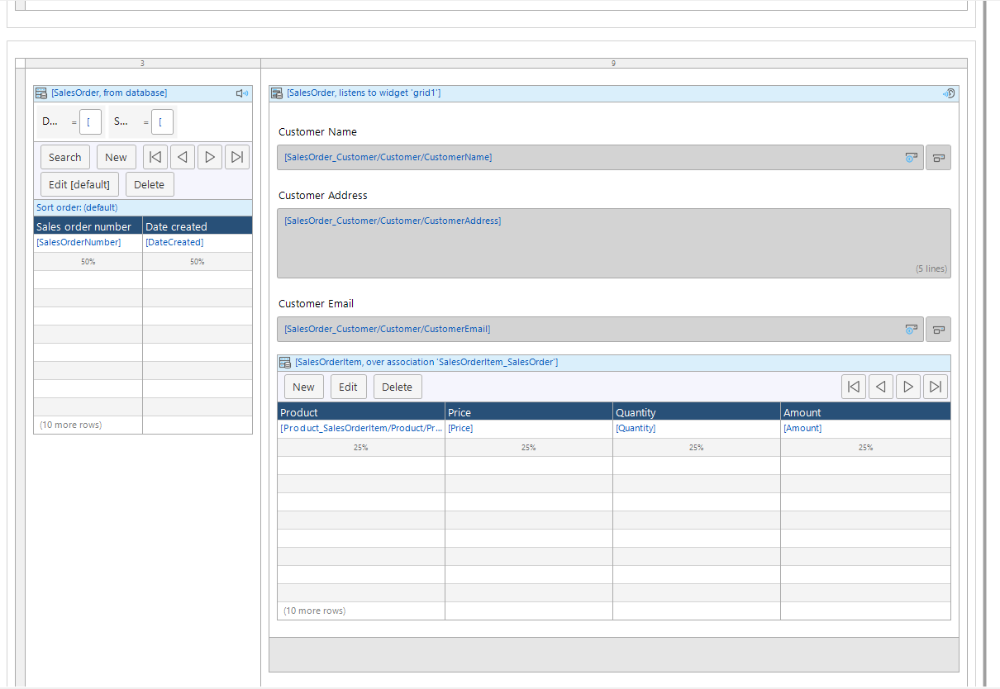 3
9
[SalesOrder, from database]
D... = [ S... = [
Search New
Edit [default] Delete
Sort order: (default)
Sales order number Date created
[SalesOrderNumber] [DateCreated]
50% 50%
(10 more rows)
[SalesOrder, listens to widget 'grid1']
Customer Name
[SalesOrder_Customer/Customer/CustomerName]
Customer Address
[SalesOrder_Customer/Customer/CustomerAddress]
(5 lines)
Customer Email
[SalesOrder_Customer/Customer/CustomerEmail]
[SalesOrderItem, over association 'SalesOrderItem_SalesOrder']
New Edit Delete
Product Price Quantity Amount
[Product_SalesOrderItem/Product/Pr... [Price] [Quantity] [Amount]
25% 25% 25% 25%
(10 more rows)